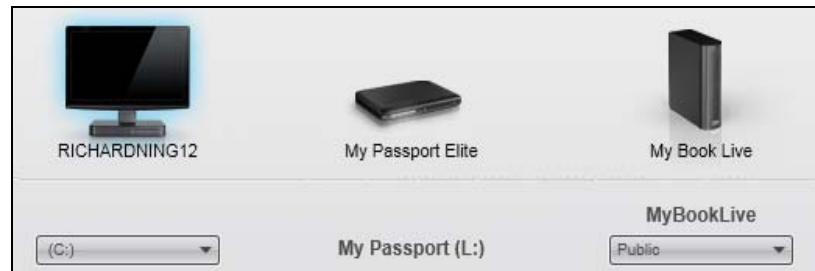 RICHARDNING12 My Passport Elite My Book Live
MyBookLive
(C:) My Passport (L:) Public